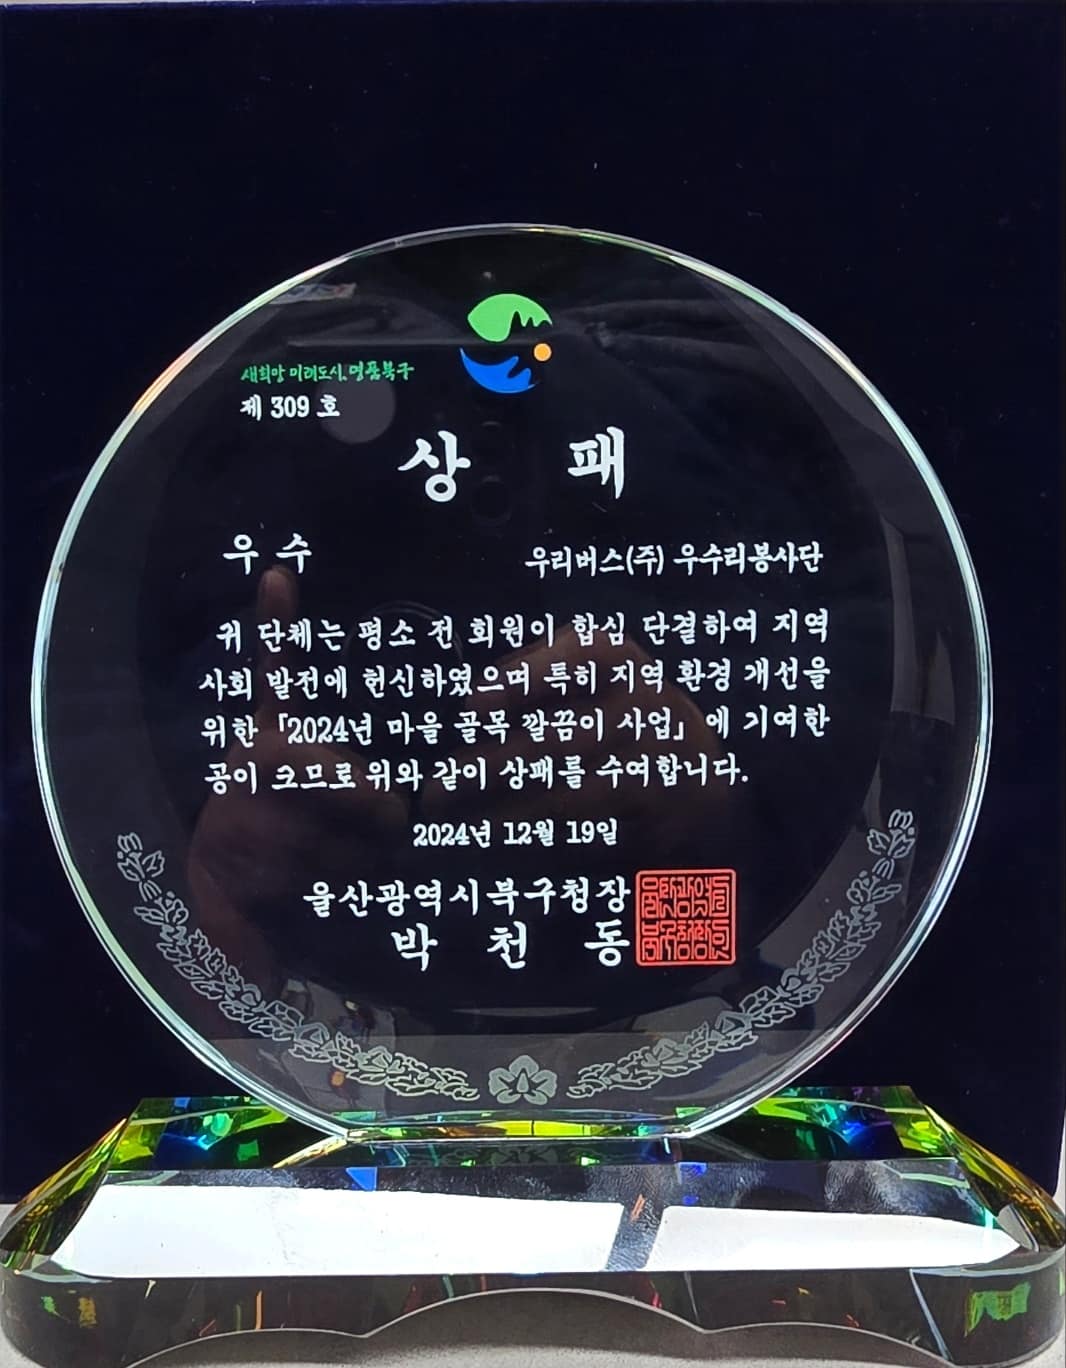 새희망 미래도시, 명품북구
제 309 호
상 패
우 수
우리버스(주) 우수리봉사단
귀 단체는 평소 전 회원이 합심 단결하여 지역
사회 발전에 헌신하였으며 특히 지역 환경 개선을
위한 「2024년 마을 골목 깔끔이 사업」에 기여한
공이 크므로 위와 같이 상패를 수여합니다.
2024년 12월 19일
울산광역시북구청장
박 천 동